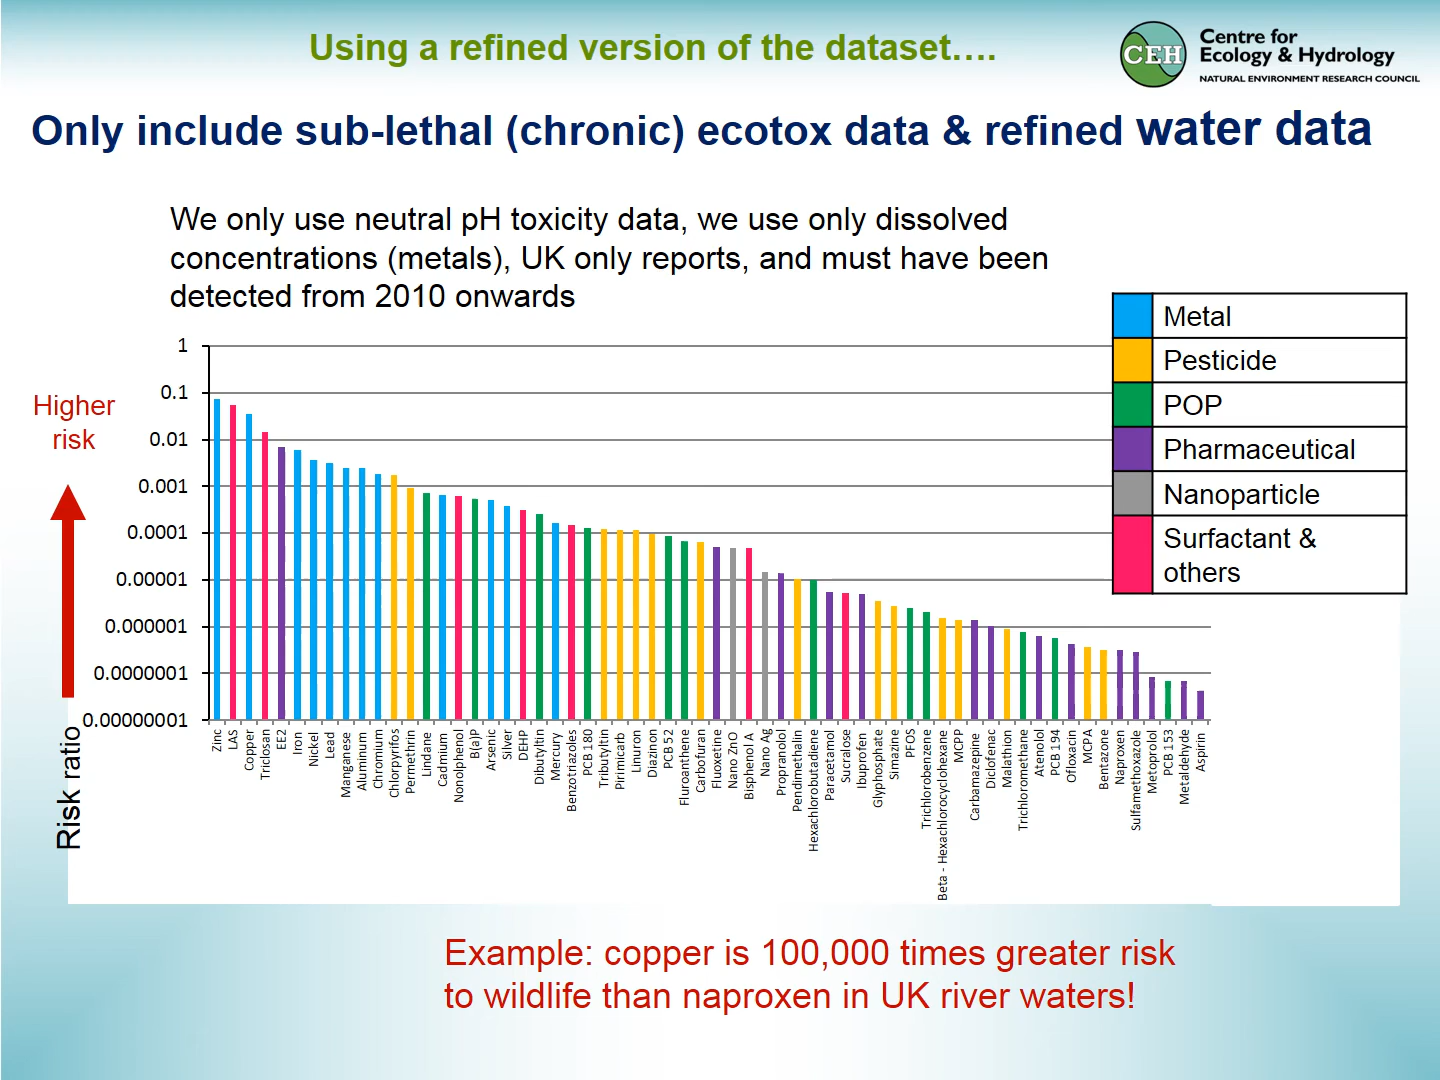 Using a refined version of the dataset….
CEH
Centre for
Ecology & Hydrology
NATURAL ENVIRONMENT RESEARCH COUNCIL
Only include sub-lethal (chronic) ecotox data & refined water data
We only use neutral pH toxicity data, we use only dissolved
concentrations (metals), UK only reports, and must have been
detected from 2010 onwards
Metal
Pesticide
POP
Pharmaceutical
Nanoparticle
Surfactant &
others
Higher
risk
Risk ratio
1
0.1
0.01
0.001
0.0001
0.00001
0.000001
0.0000001
0.00000001
Zinc
LAS
Copper
Triclosan
EE2
Iron
Nickel
Lead
Manganese
Aluminum
Chromium
Chlorpyrifos
Permethrin
Lindane
Cadmium
Nonolphenol
B(a)P
Arsenic
Silver
DEHP
Dibutyltin
Mercury
Benzotriazoles
PCB 180
Tributyltin
Pirimicarb
Linuron
Diazinon
PCB 52
Fluroanthene
Carbofuran
Fluoxetine
Nano ZnO
Bisphenol A
Nano Ag
Propranolol
Pendimethalin
Hexachlorobutadiene
Paracetamol
Sucralose
Ibuprofen
Glyphosphate
Simazine
PFOS
Trichlorobenzene
Beta - Hexachlorocyclohexane
MCPP
Carbamazepine
Diclofenac
Malathion
Trichloromethane
Atenolol
PCB 194
Ofloxacin
MCPA
Bentazone
Naproxen
Sulfamethoxazole
Metoprolol
PCB 153
Metaldehyde
Aspirin
Example: copper is 100,000 times greater risk
to wildlife than naproxen in UK river waters!